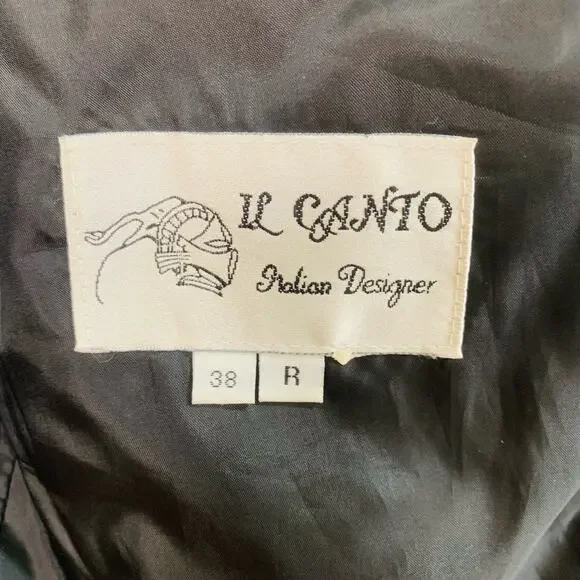 IL CANTO
Italian Designer
38 R